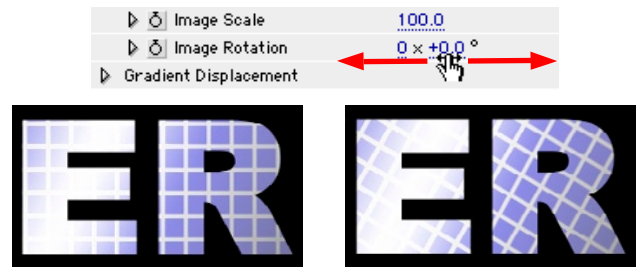 Image Scale 100.0
Image Rotation 0 × +0.0 °
Gradient Displacement
ER ER